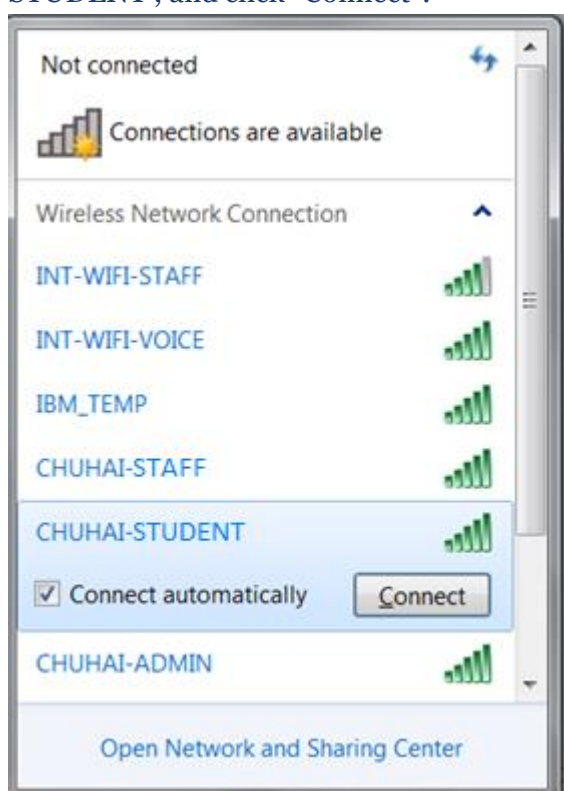 STUDENT", and click "Connect".
Not connected
Connections are available
Wireless Network Connection
INT-WIFI-STAFF
INT-WIFI-VOICE
IBM_TEMP
CHUHAI-STAFF
CHUHAI-STUDENT
Connect automatically Connect
CHUHAI-ADMIN
Open Network and Sharing Center